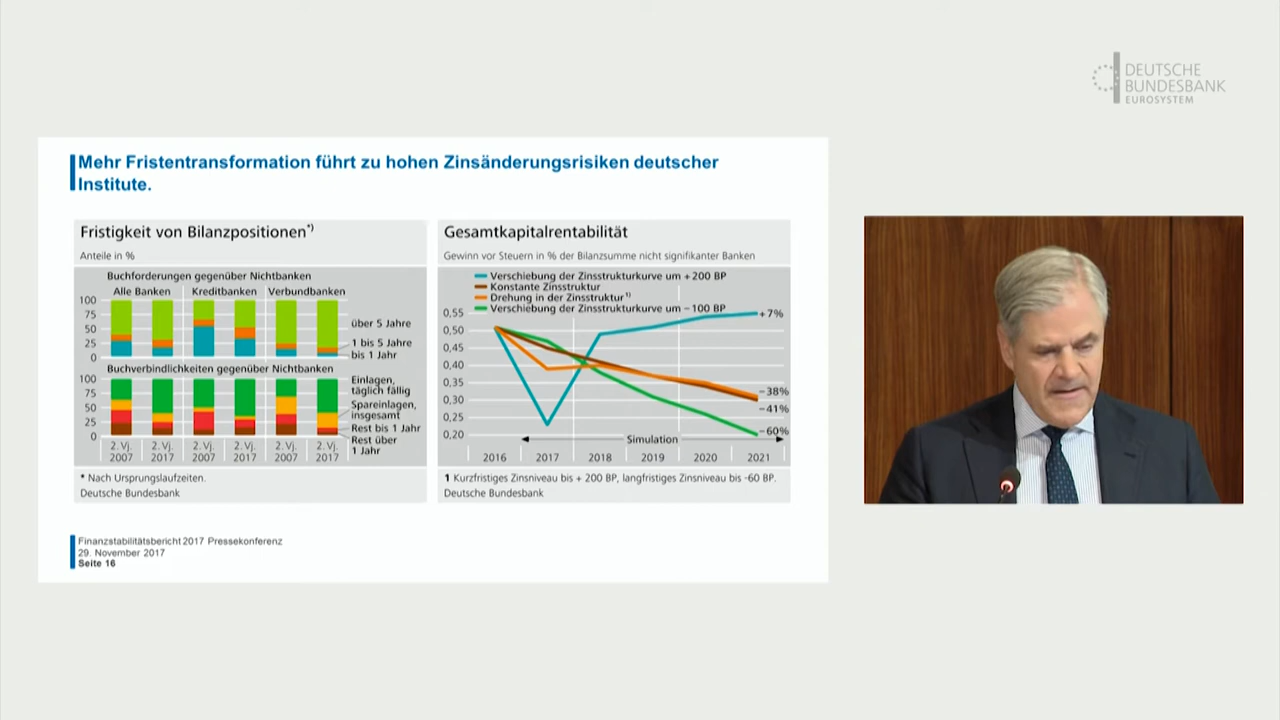 DEUTSCHE
BUNDESBANK
EUROSYSTEM
Mehr Fristentransformation führt zu hohen Zinsänderungsrisiken deutscher
Institute.
Fristigkeit von Bilanzpositionen*)
Anteile in %
Buchforderungen gegenüber Nichtbanken
Alle Banken Kreditbanken Verbundbanken
100
75
50
25
0
über 5 Jahre
1 bis 5 Jahre
bis 1 Jahr
Buchverbindlichkeiten gegenüber Nichtbanken
100
75
50
25
0
Einlagen,
täglich fällig
Spareinlagen,
insgesamt
Rest bis 1 Jahr
Rest über
1 Jahr
2. Vj. 2. Vj. 2. Vj. 2. Vj. 2. Vj. 2. Vj.
2007 2017 2007 2017 2007 2017
* Nach Ursprungslaufzeiten.
Deutsche Bundesbank
Gesamtkapitalrentabilität
Gewinn vor Steuern in % der Bilanzsumme nicht signifikanter Banken
Verschiebung der Zinsstrukturkurve um +200 BP
Konstante Zinsstruktur
Drehung in der Zinsstruktur1)
Verschiebung der Zinsstrukturkurve um −100 BP
0,55
0,50
0,45
0,40
0,35
0,30
0,25
0,20
+7%
−38%
−41%
−60%
Simulation
2016 2017 2018 2019 2020 2021
1 Kurzfristiges Zinsniveau bis + 200 BP, langfristiges Zinsniveau bis -60 BP.
Deutsche Bundesbank
Finanzstabilitätsbericht 2017 Pressekonferenz
29. November 2017
Seite 16